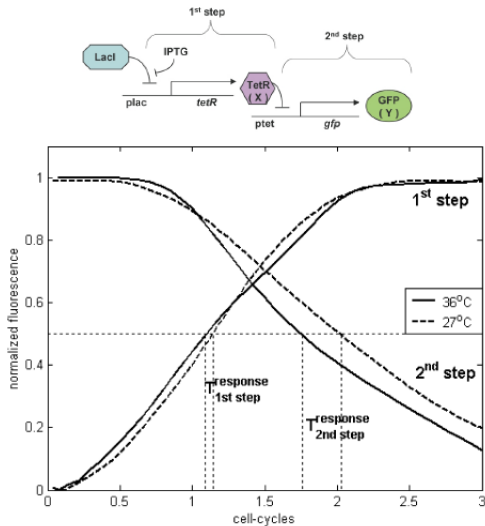 1st step
2nd step
LacI
IPTG
TetR
( X )
GFP
( Y )
plac
tetR
ptet
gfp
1
0.8
0.6
0.4
0.2
0
normalized fluorescence
1st step
36°C
27°C
2nd step
Tresponse
1st step
Tresponse
2nd step
0
0.5
1
1.5
2
2.5
3
cell-cycles